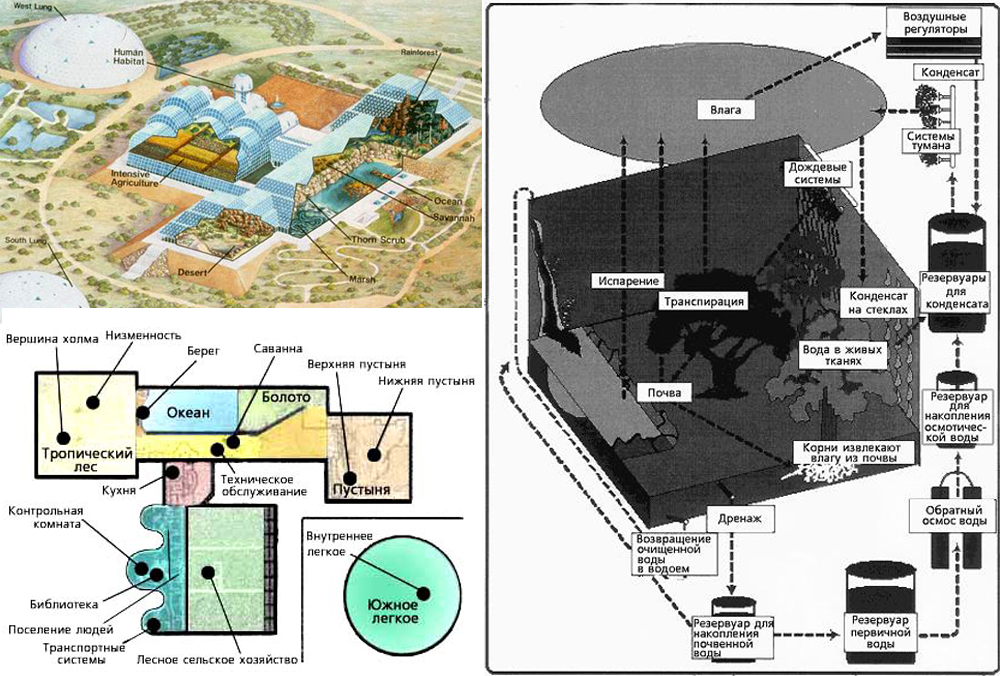 West Lung
Human
Habitat
Rainforest
Intensive
Agriculture
Ocean
Savannah
Thorn Scrub
South Lung
Desert
Marsh
Вершина холма
Низменность
Берег
Саванна
Верхняя пустыня
Нижняя пустыня
Океан
Болото
Тропический
лес
Пустыня
Кухня
Техническое
обслуживание
Контрольная
комната
Библиотека
Поселение людей
Транспортные
системы
Лесное сельское хозяйство
Внутреннее
легкое
Южное
легкое
Воздушные
регуляторы
Влага
Конденсат
Системы
тумана
Дождевые
системы
Испарение
Транспирация
Конденсат
на стеклах
Резервуары
для
конденсата
Вода в живых
тканях
Почва
Резервуар
для
накопления
осмотичес-
кой воды
Корни извлекают
влагу из почвы
Обратный
осмос воды
Дренаж
Возвращение
очищенной
воды
в водоем
Резервуар для
накопления
почвенной
воды
Резервуар
первичной
воды